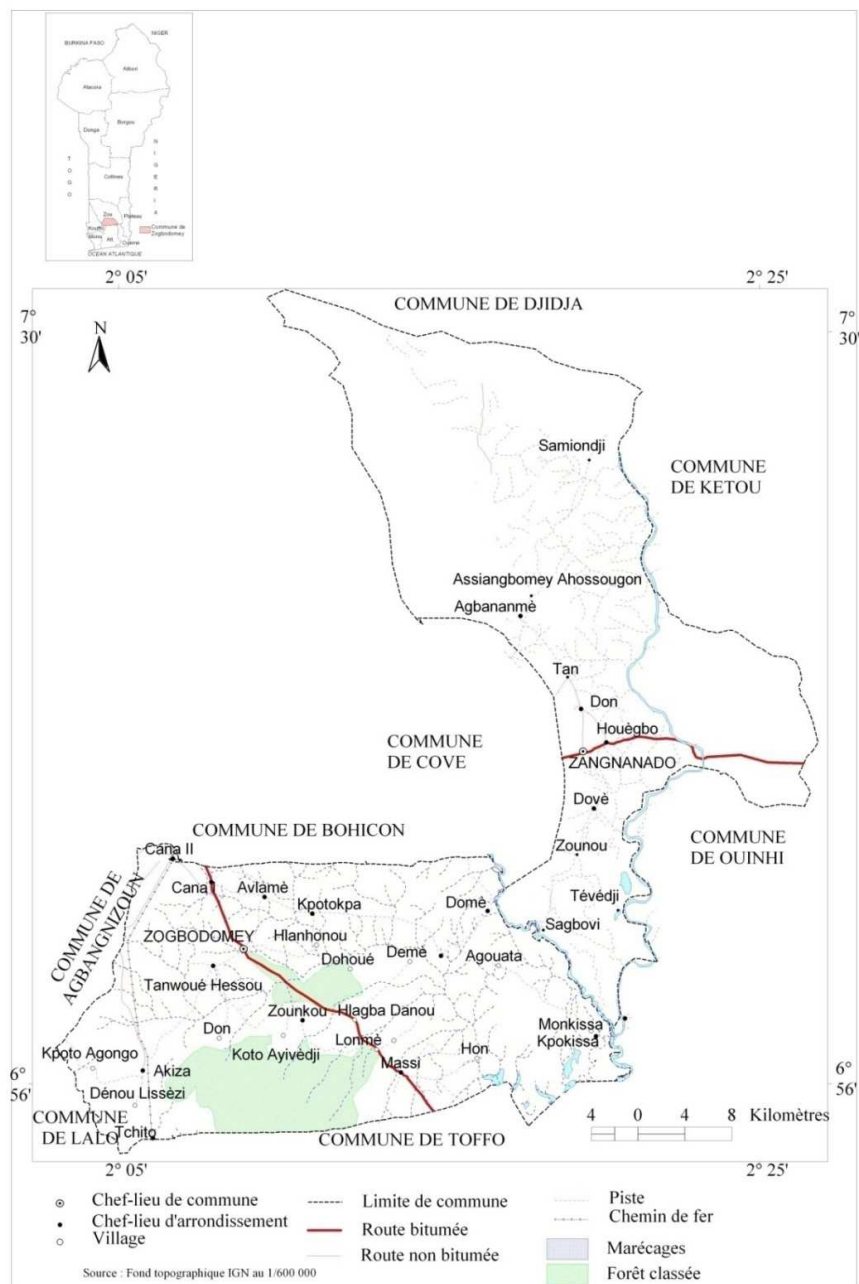 BURKINA FASO
NIGER
Alibori
Atacora
Borgou
Donga
TOGO
NIGERIA
Collines
Zou
Plateau
Kouffo
Mono
Atl
Ouémé
Commune de
Zogbodomey
OCEAN ATLANTIQUE
2° 05'
2° 25'
7°
30'
7°
30'
COMMUNE DE DJIDJA
N
Samiondji
COMMUNE
DE KETOU
Assiangbomey Ahossougon
Agbananmè
Tan
Don
Houègbo
COMMUNE
DE COVE
ZANGNANADO
Dovè
COMMUNE DE BOHICON
Zounou
COMMUNE
DE OUINHI
Cana II
Cana I
Avlamè
Tévédji
Kpotokpa
Domè
COMMUNE DE
AGBANGNIZOUN
Sagbovi
ZOGBODOMEY
Hlanhonou
Dohoué
Demè
Agouata
Tanwoué Hessou
Zounkou
Hlagba Danou
Don
Lonmè
Monkissa
Kpokissa
Kpoto Agongo
Koto Ayivèdji
Hon
Akiza
Massi
6°
56'
6°
56'
Dénou Lissèzi
COMMUNE
DE LALO
Tchito
COMMUNE DE TOFFO
4 0 4 8 Kilomètres
2° 05'
2° 25'
Chef-lieu de commune
Chef-lieu d'arrondissement
Village
Limite de commune
Route bitumée
Route non bitumée
Piste
Chemin de fer
Marécages
Forêt classée
Source : Fond topographique IGN au 1/600 000